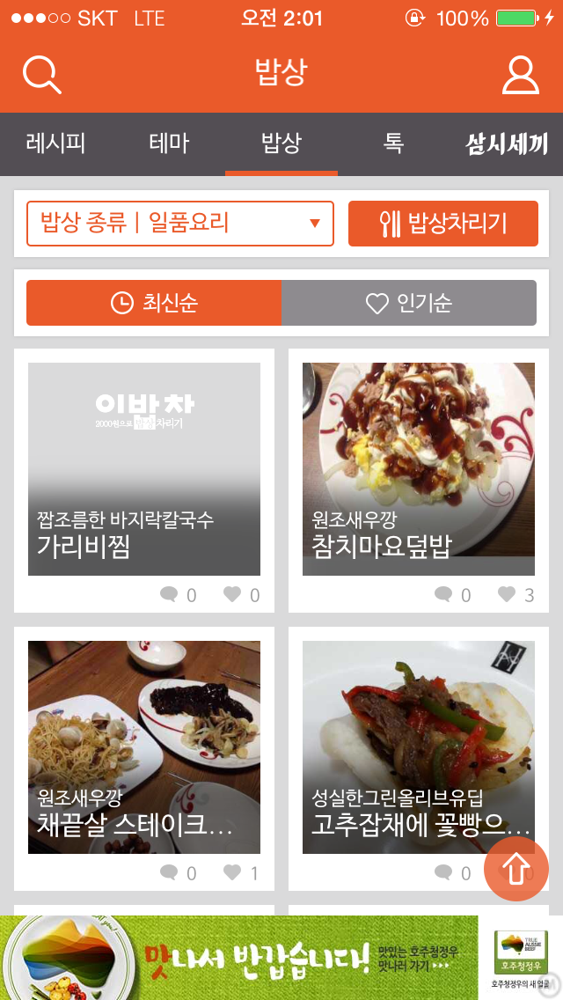 SKT LTE 오전 2:01 100%
밥상
레시피 테마 밥상 톡 삼시세끼
밥상 종류 | 일품요리
밥상차리기
최신순 인기순
이밥차
2000원으로 밥상차리기
짭조름한 바지락칼국수
가리비찜
0 0
원조새우깡
참치마요덮밥
0 3
원조새우깡
채끝살 스테이크...
0 1
성실한그린올리브유딥
고추잡채에 꽃빵으...
0 0
맛나서 반갑습니다!
맛있는 호주청정우
맛나러 가기
TRUE
AUSSIE
BEEF
호주청정우
호주청정우의 새 얼굴